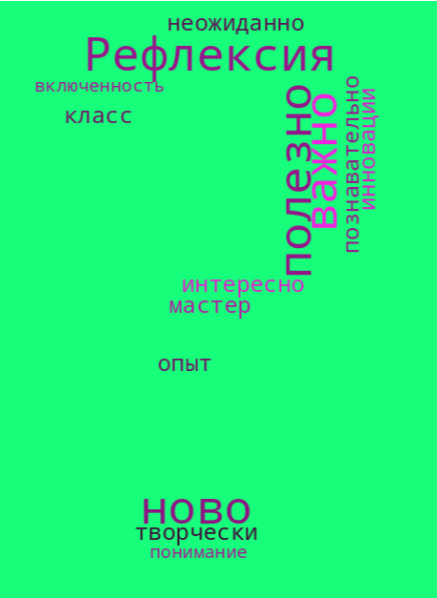 неожиданно
Рефлексия
включенность
класс
полезно
важно
познавательно
инновации
интересно
мастер
опыт
ново
творчески
понимание